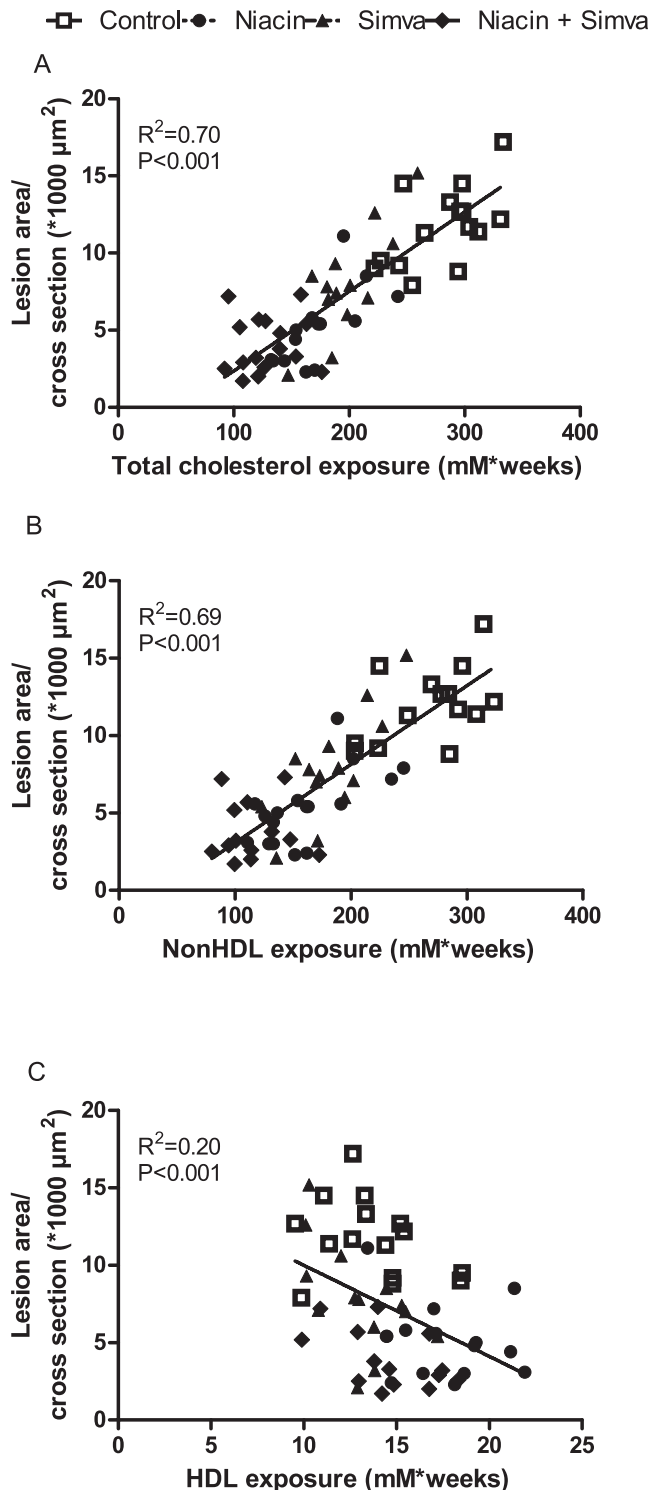 Control Niacin Simva Niacin + Simva
A
Lesion area/
cross section (*1000 µm²)
20
15
10
5
0
R²=0.70
P<0.001
0 100 200 300 400
Total cholesterol exposure (mM*weeks)
B
Lesion area/
cross section (*1000 µm²)
20
15
10
5
0
R²=0.69
P<0.001
0 100 200 300 400
NonHDL exposure (mM*weeks)
C
Lesion area/
cross section (*1000 µm²)
20
15
10
5
0
R²=0.20
P<0.001
0 5 10 15 20 25
HDL exposure (mM*weeks)